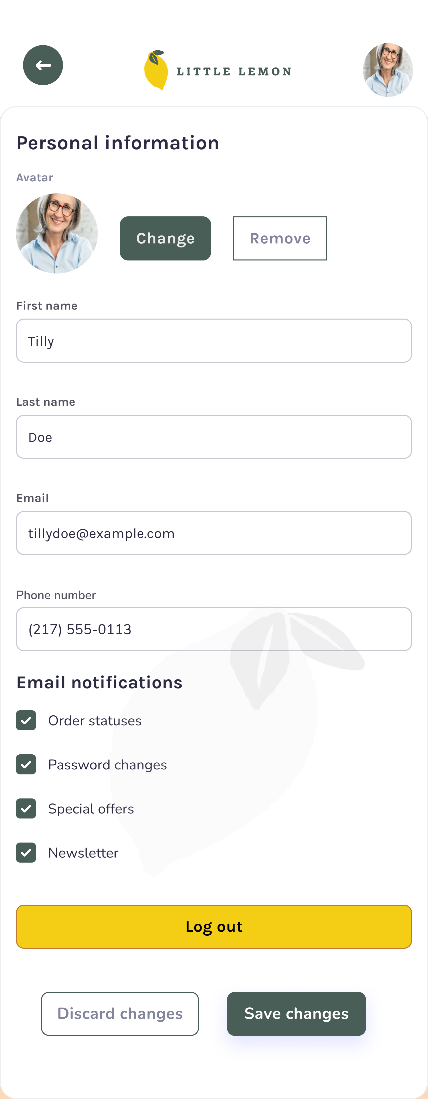 LITTLE LEMON
Personal information
Avatar
Change Remove
First name
Tilly
Last name
Doe
Email
tillydoe@example.com
Phone number
(217) 555-0113
Email notifications
Order statuses
Password changes
Special offers
Newsletter
Log out
Discard changes Save changes